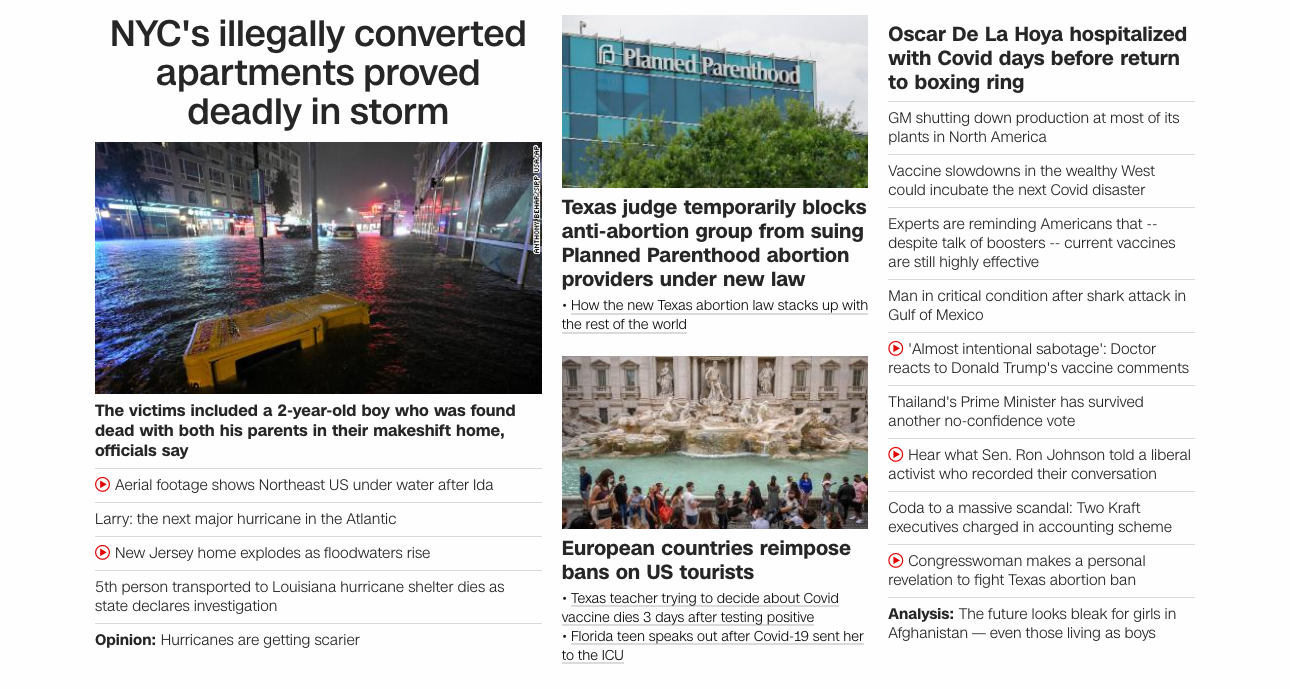 NYC's illegally converted
apartments proved
deadly in storm
ANTHONY BEHAR/SIPP USA/AP
The victims included a 2-year-old boy who was found
dead with both his parents in their makeshift home,
officials say
Aerial footage shows Northeast US under water after Ida
Larry: the next major hurricane in the Atlantic
New Jersey home explodes as floodwaters rise
5th person transported to Louisiana hurricane shelter dies as
state declares investigation
Opinion: Hurricanes are getting scarier
Planned Parenthood
Texas judge temporarily blocks
anti-abortion group from suing
Planned Parenthood abortion
providers under new law
• How the new Texas abortion law stacks up with
the rest of the world
European countries reimpose
bans on US tourists
• Texas teacher trying to decide about Covid
vaccine dies 3 days after testing positive
• Florida teen speaks out after Covid-19 sent her
to the ICU
Oscar De La Hoya hospitalized
with Covid days before return
to boxing ring
GM shutting down production at most of its
plants in North America
Vaccine slowdowns in the wealthy West
could incubate the next Covid disaster
Experts are reminding Americans that --
despite talk of boosters -- current vaccines
are still highly effective
Man in critical condition after shark attack in
Gulf of Mexico
'Almost intentional sabotage': Doctor
reacts to Donald Trump's vaccine comments
Thailand's Prime Minister has survived
another no-confidence vote
Hear what Sen. Ron Johnson told a liberal
activist who recorded their conversation
Coda to a massive scandal: Two Kraft
executives charged in accounting scheme
Congresswoman makes a personal
revelation to fight Texas abortion ban
Analysis: The future looks bleak for girls in
Afghanistan — even those living as boys